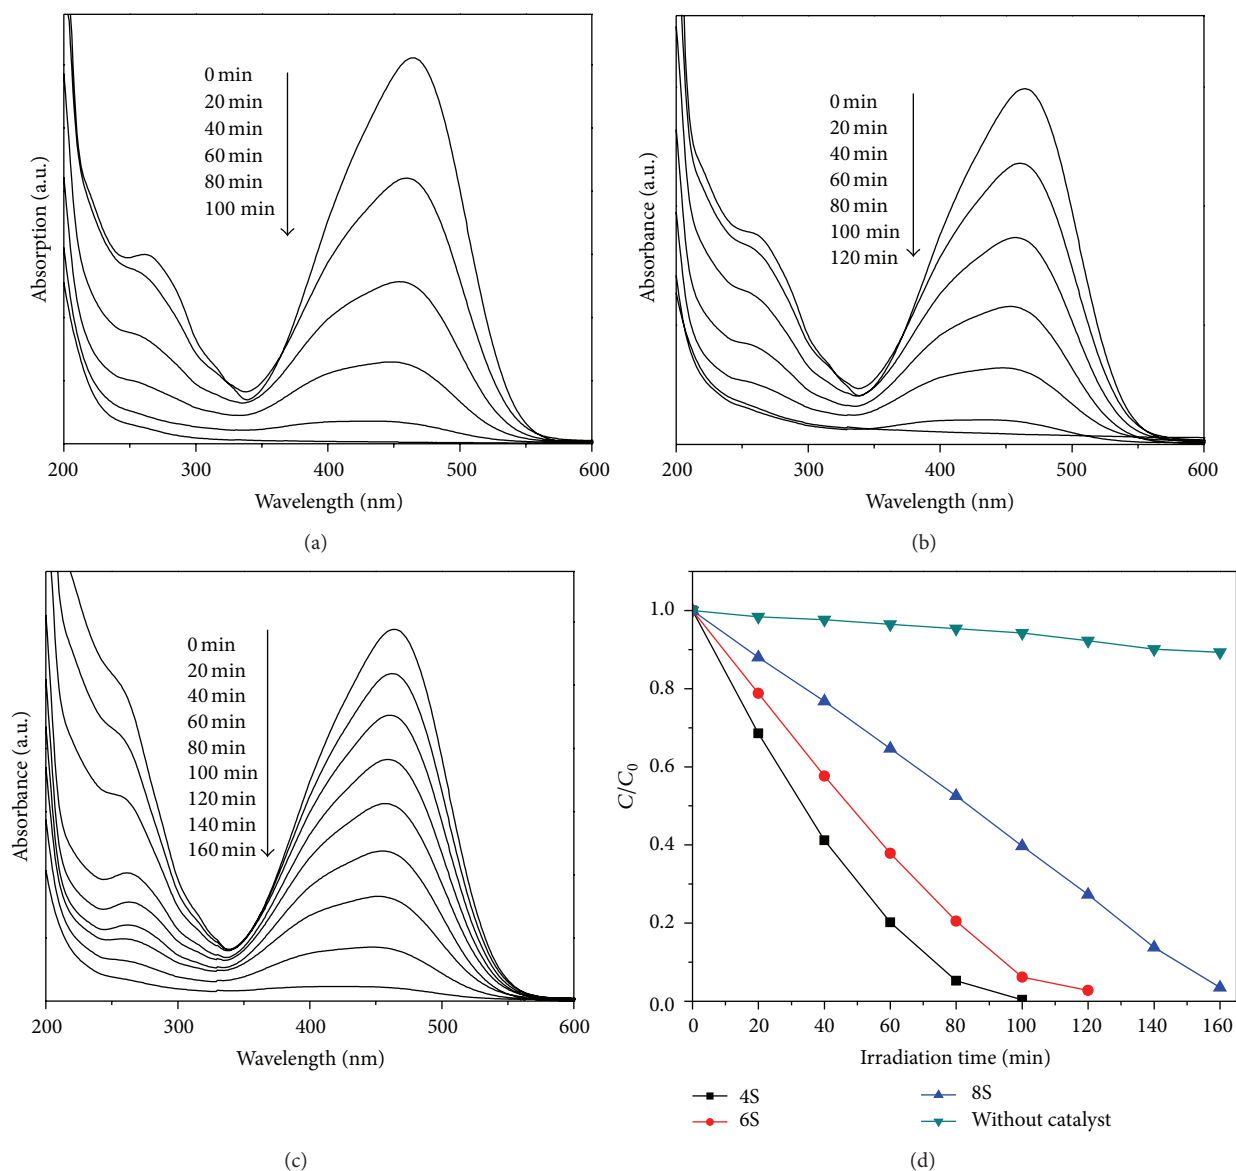 0 min
20 min
40 min
60 min
80 min
100 min
Absorption (a.u.)
200
300
400
500
600
Wavelength (nm)
(a)
0 min
20 min
40 min
60 min
80 min
100 min
120 min
Absorbance (a.u.)
200
300
400
500
600
Wavelength (nm)
(b)
0 min
20 min
40 min
60 min
80 min
100 min
120 min
140 min
160 min
Absorbance (a.u.)
200
300
400
500
600
Wavelength (nm)
(c)
1.0
0.8
0.6
0.4
0.2
0.0
C/C0
0
20
40
60
80
100
120
140
160
Irradiation time (min)
4S
6S
8S
Without catalyst
(d)